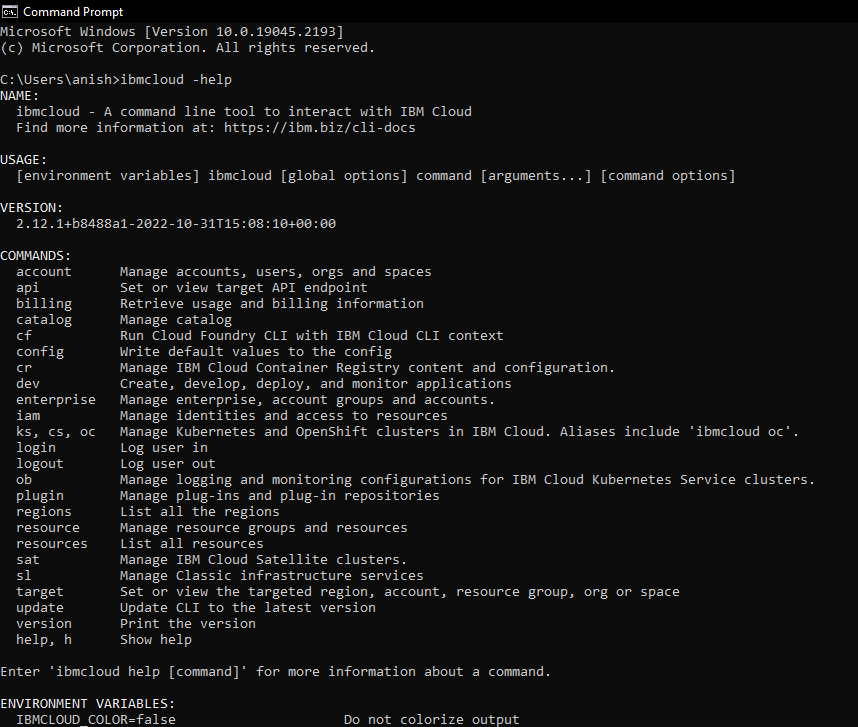 Command Prompt
Microsoft Windows [Version 10.0.19045.2193]
(c) Microsoft Corporation. All rights reserved.
C:\Users\anish>ibmcloud -help
NAME:
ibmcloud - A command line tool to interact with IBM Cloud
Find more information at: https://ibm.biz/cli-docs
USAGE:
[environment variables] ibmcloud [global options] command [arguments...] [command options]
VERSION:
2.12.1+b8488a1-2022-10-31T15:08:10+00:00
COMMANDS:
account Manage accounts, users, orgs and spaces
api Set or view target API endpoint
billing Retrieve usage and billing information
catalog Manage catalog
cf Run Cloud Foundry CLI with IBM Cloud CLI context
config Write default values to the config
cr Manage IBM Cloud Container Registry content and configuration.
dev Create, develop, deploy, and monitor applications
enterprise Manage enterprise, account groups and accounts.
iam Manage identities and access to resources
ks, cs, oc Manage Kubernetes and OpenShift clusters in IBM Cloud. Aliases include 'ibmcloud oc'.
login Log user in
logout Log user out
ob Manage logging and monitoring configurations for IBM Cloud Kubernetes Service clusters.
plugin Manage plug-ins and plug-in repositories
regions List all the regions
resource Manage resource groups and resources
resources List all resources
sat Manage IBM Cloud Satellite clusters.
sl Manage Classic infrastructure services
target Set or view the targeted region, account, resource group, org or space
update Update CLI to the latest version
version Print the version
help, h Show help
Enter 'ibmcloud help [command]' for more information about a command.
ENVIRONMENT VARIABLES:
IBMCLOUD_COLOR=false Do not colorize output